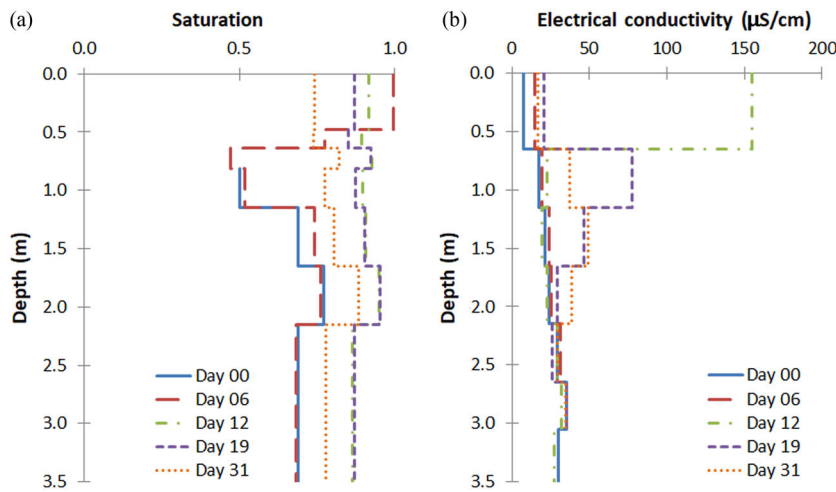 (a) Saturation
0.0 0.5 1.0
0.0
0.5
1.0
1.5
2.0
2.5
3.0
3.5
Depth (m)
Day 00
Day 06
Day 12
Day 19
Day 31
(b) Electrical conductivity (µS/cm)
0 50 100 150 200
0.0
0.5
1.0
1.5
2.0
2.5
3.0
3.5
Depth (m)
Day 00
Day 06
Day 12
Day 19
Day 31